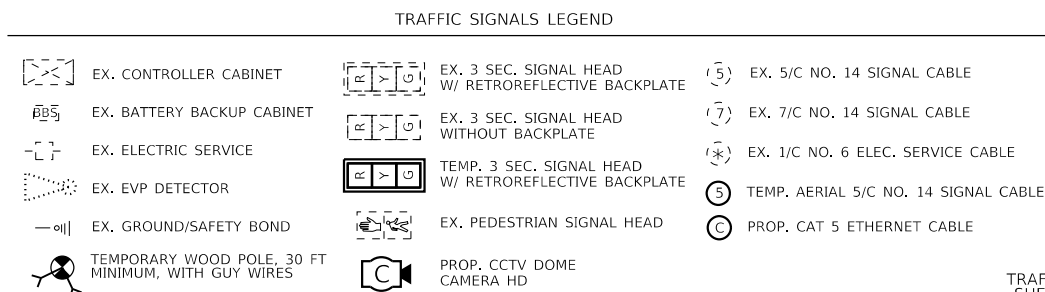 TRAFFIC SIGNALS LEGEND
EX. CONTROLLER CABINET
BBS EX. BATTERY BACKUP CABINET
EX. ELECTRIC SERVICE
EX. EVP DETECTOR
EX. GROUND/SAFETY BOND
TEMPORARY WOOD POLE, 30 FT
MINIMUM, WITH GUY WIRES
R Y G EX. 3 SEC. SIGNAL HEAD
W/ RETROREFLECTIVE BACKPLATE
R Y G EX. 3 SEC. SIGNAL HEAD
WITHOUT BACKPLATE
R Y G TEMP. 3 SEC. SIGNAL HEAD
W/ RETROREFLECTIVE BACKPLATE
EX. PEDESTRIAN SIGNAL HEAD
C PROP. CCTV DOME
CAMERA HD
5 EX. 5/C NO. 14 SIGNAL CABLE
7 EX. 7/C NO. 14 SIGNAL CABLE
* EX. 1/C NO. 6 ELEC. SERVICE CABLE
5 TEMP. AERIAL 5/C NO. 14 SIGNAL CABLE
C PROP. CAT 5 ETHERNET CABLE